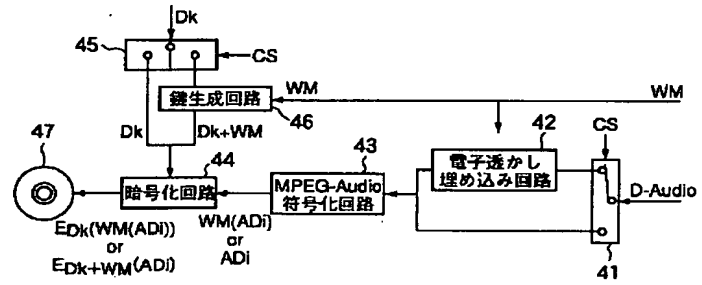 Dk
45
CS
WM
WM
鍵生成回路
46
Dk
Dk+WM
47
44
43
42
CS
暗号化回路
MPEG-Audio
符号化回路
電子透かし
埋め込み回路
D-Audio
EDk(WM(ADi))
or
EDk+WM(ADi)
WM(ADi)
or
ADi
41